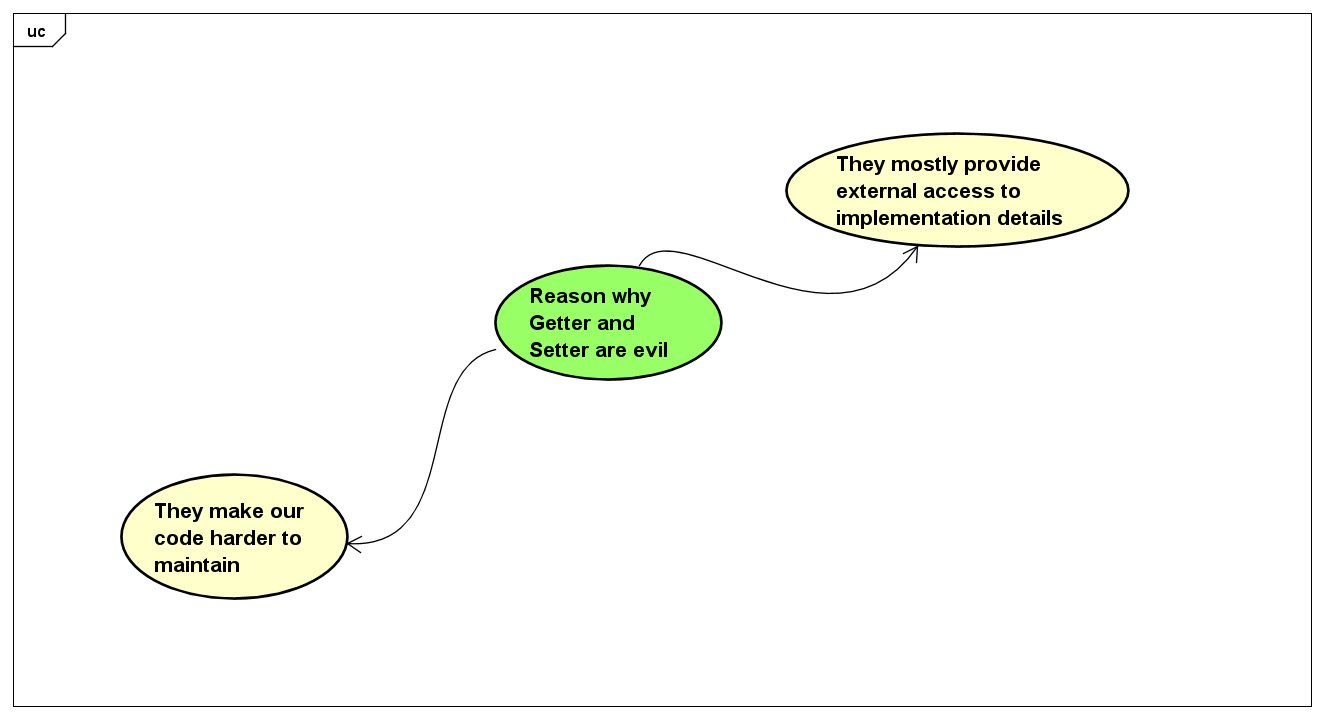 uc
They mostly provide
external access to
implementation details
Reason why
Getter and
Setter are evil
They make our
code harder to
maintain